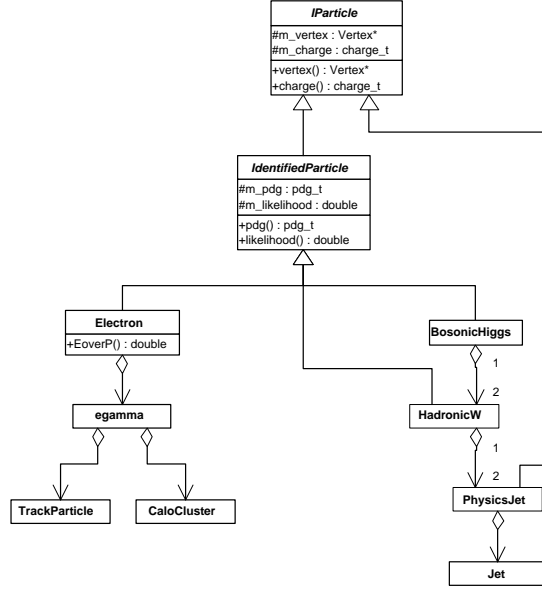 IParticle
#m_vertex : Vertex*
#m_charge : charge_t
+vertex() : Vertex*
+charge() : charge_t
IdentifiedParticle
#m_pdg : pdg_t
#m_likelihood : double
+pdg() : pdg_t
+likelihood() : double
Electron
+EoverP() : double
BosonicHiggs
1
2
egamma
HadronicW
1
2
TrackParticle
CaloCluster
PhysicsJet
Jet